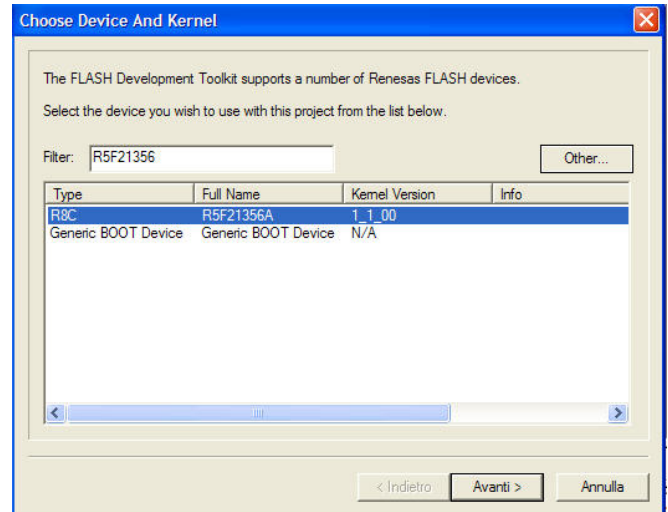 Choose Device And Kernel
The FLASH Development Toolkit supports a number of Renesas FLASH devices.
Select the device you wish to use with this project from the list below.
Filter: R5F21356 Other...
Type Full Name Kernel Version Info
R8C R5F21356A 1_1_00
Generic BOOT Device Generic BOOT Device N/A
< Indietro Avanti > Annulla